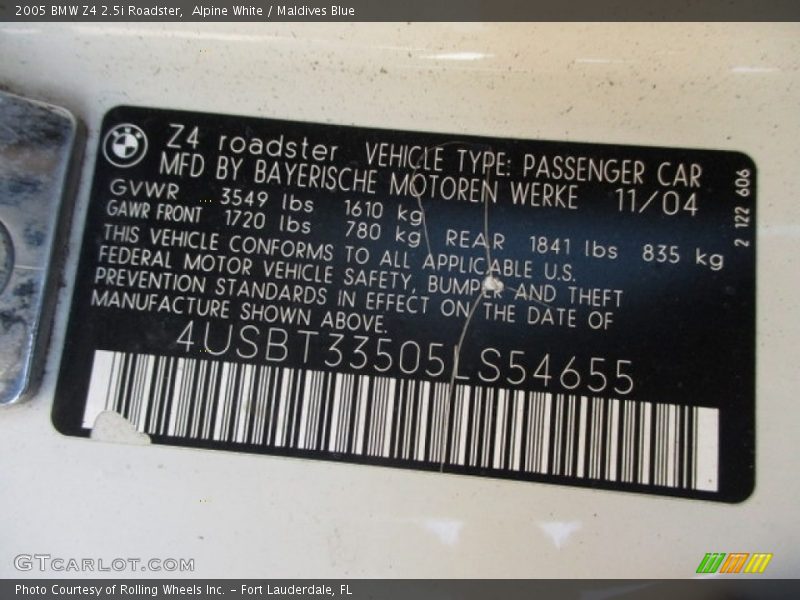 2005 BMW Z4 2.5i Roadster,  Alpine White / Maldives Blue
BMW
Z4 roadster VEHICLE TYPE: PASSENGER CAR
MFD BY BAYERISCHE MOTOREN WERKE 11/04
GVWR 3549 lbs 1610 kg
GAWR FRONT 1720 lbs 780 kg REAR 1841 lbs 835 kg
THIS VEHICLE CONFORMS TO ALL APPLICABLE U.S.
FEDERAL MOTOR VEHICLE SAFETY, BUMPER AND THEFT
PREVENTION STANDARDS IN EFFECT ON THE DATE OF
MANUFACTURE SHOWN ABOVE.
4USBT33505LS54655
2 122 606
GTCARLOT.COM
Photo Courtesy of Rolling Wheels Inc. – Fort Lauderdale, FL